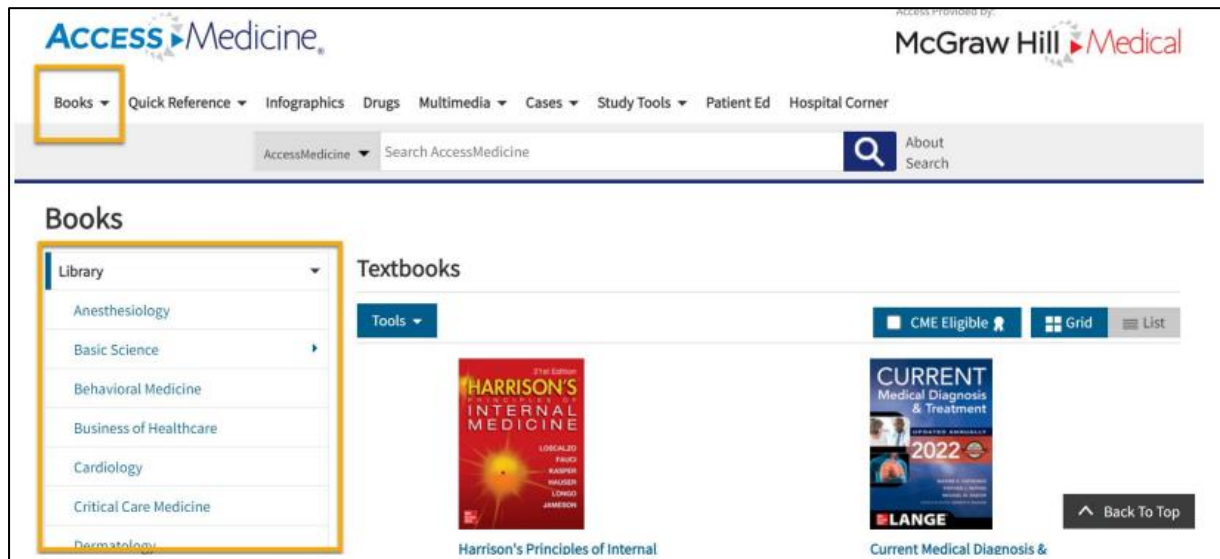 Access Provided by:
ACCESS Medicine®
McGraw Hill Medical
Books Quick Reference Infographics Drugs Multimedia Cases Study Tools Patient Ed Hospital Corner
AccessMedicine Search AccessMedicine
About
Search
Books
Library
Anesthesiology
Basic Science
Behavioral Medicine
Business of Healthcare
Cardiology
Critical Care Medicine
Dermatology
Textbooks
Tools
CME Eligible
Grid
List
21st Edition
HARRISON'S
PRINCIPLES OF
INTERNAL
MEDICINE
LOSCALZO
FAUCI
KASPER
HAUSER
LONGO
JAMESON
Harrison's Principles of Internal
CURRENT
Medical Diagnosis
& Treatment
UPDATED ANNUALLY
2022
LANGE
Current Medical Diagnosis &
Back To Top